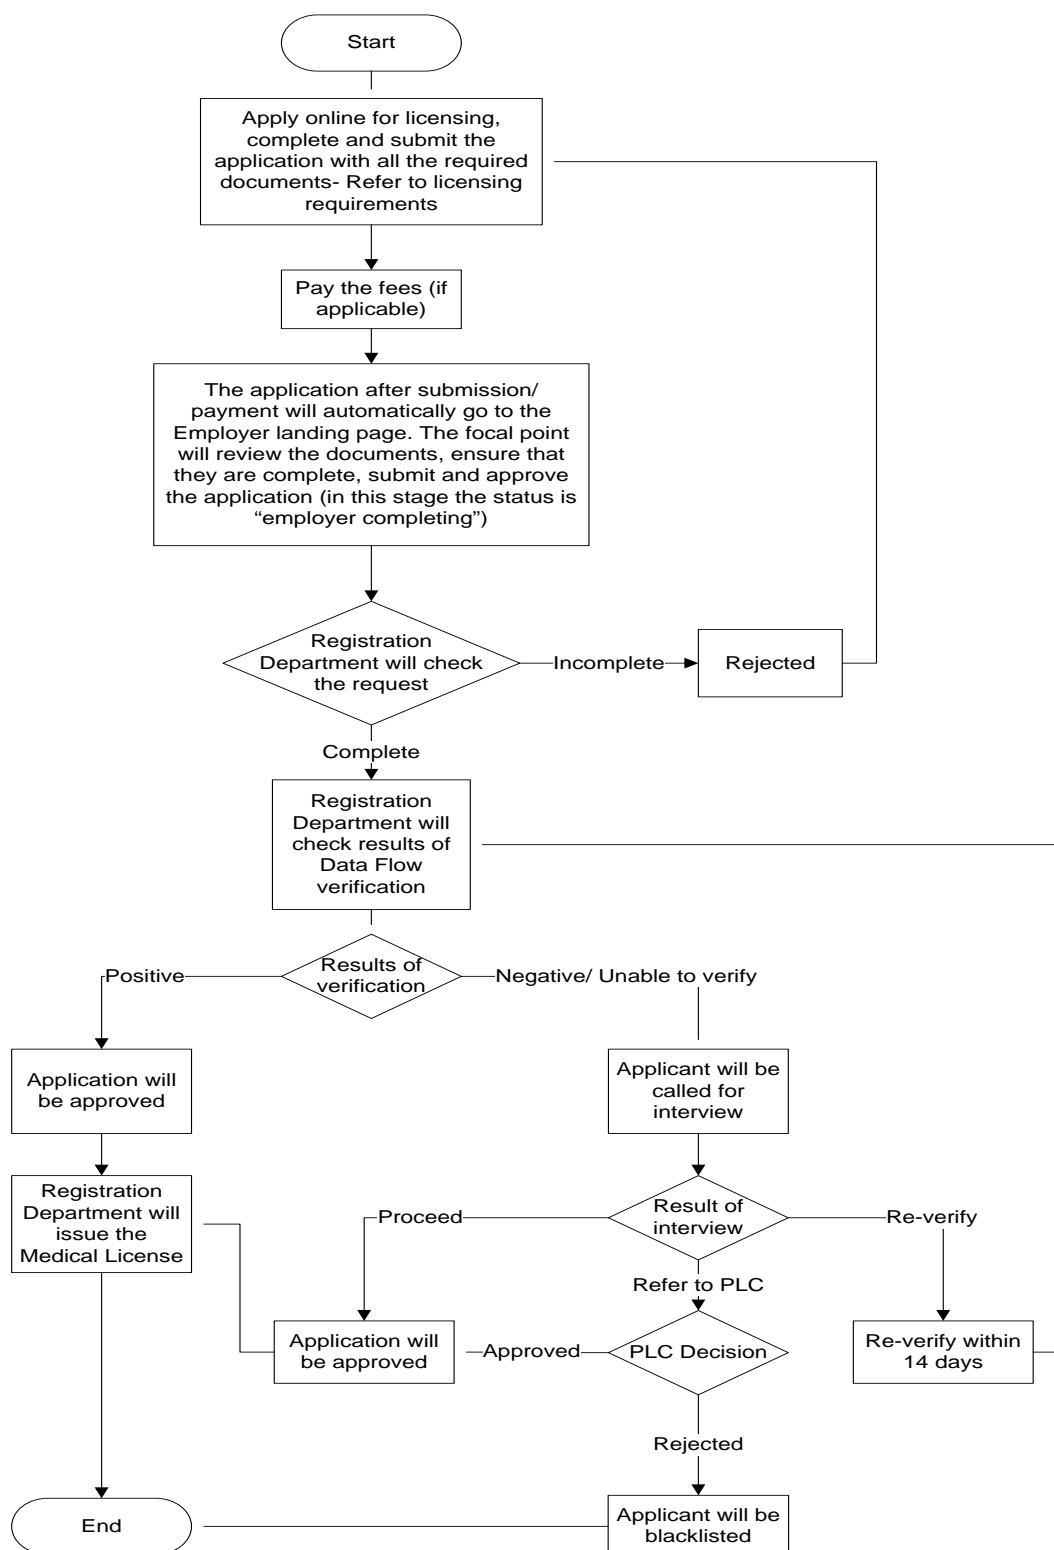 Start
Apply online for licensing,
complete and submit the
application with all the required
documents- Refer to licensing
requirements
Pay the fees (if
applicable)
The application after submission/
payment will automatically go to the
Employer landing page. The focal point
will review the documents, ensure that
they are complete, submit and approve
the application (in this stage the status is
“employer completing”)
Registration
Department will check
the request
Incomplete
Rejected
Complete
Registration
Department will
check results of
Data Flow
verification
Results of
verification
Positive
Negative/ Unable to verify
Application will
be approved
Applicant will be
called for
interview
Registration
Department will
issue the
Medical License
Proceed
Result of
interview
Re-verify
Refer to PLC
Application will
be approved
Approved
PLC Decision
Re-verify within
14 days
Rejected
End
Applicant will be
blacklisted